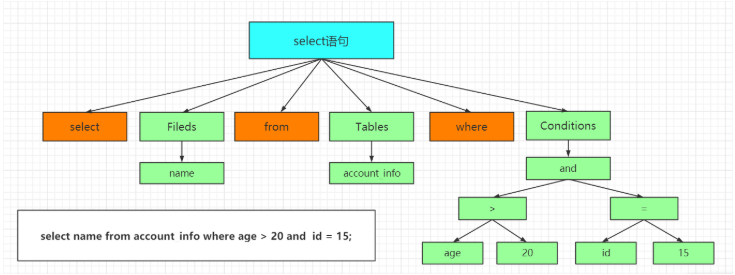 select语句
select Fileds from Tables where Conditions
name account info and
> =
age 20 id 15
select name from account info where age > 20 and id = 15;